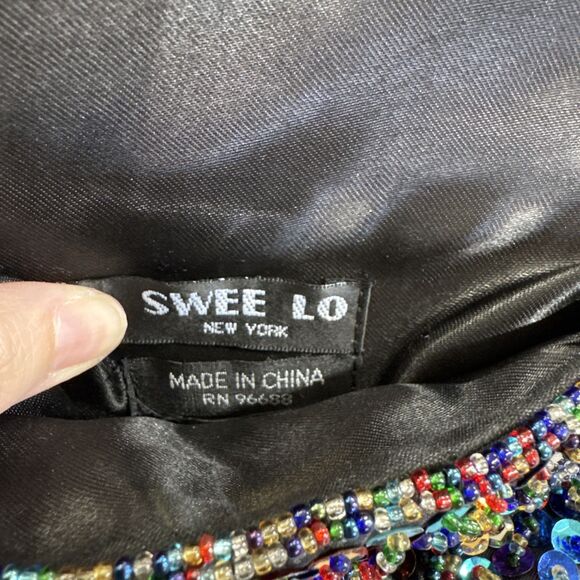 SWEE LO
NEW YORK
MADE IN CHINA
RN 96688